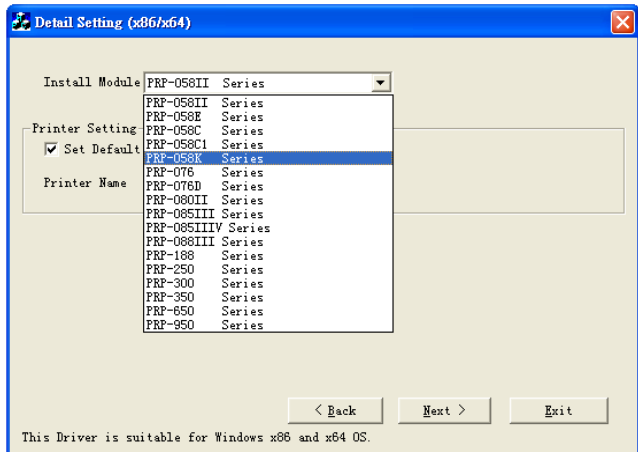 Detail Setting (x86/x64)
Install Module PRP-058II Series
PRP-058II Series
PRP-058E Series
Printer Setting
PRP-058C Series
Set Default
PRP-058C1 Series
PRP-058K Series
PRP-076 Series
Printer Name
PRP-076D Series
PRP-080II Series
PRP-085III Series
PRP-085IIIV Series
PRP-088III Series
PRP-188 Series
PRP-250 Series
PRP-300 Series
PRP-350 Series
PRP-650 Series
PRP-950 Series
< Back Next > Exit
This Driver is suitable for Windows x86 and x64 OS.